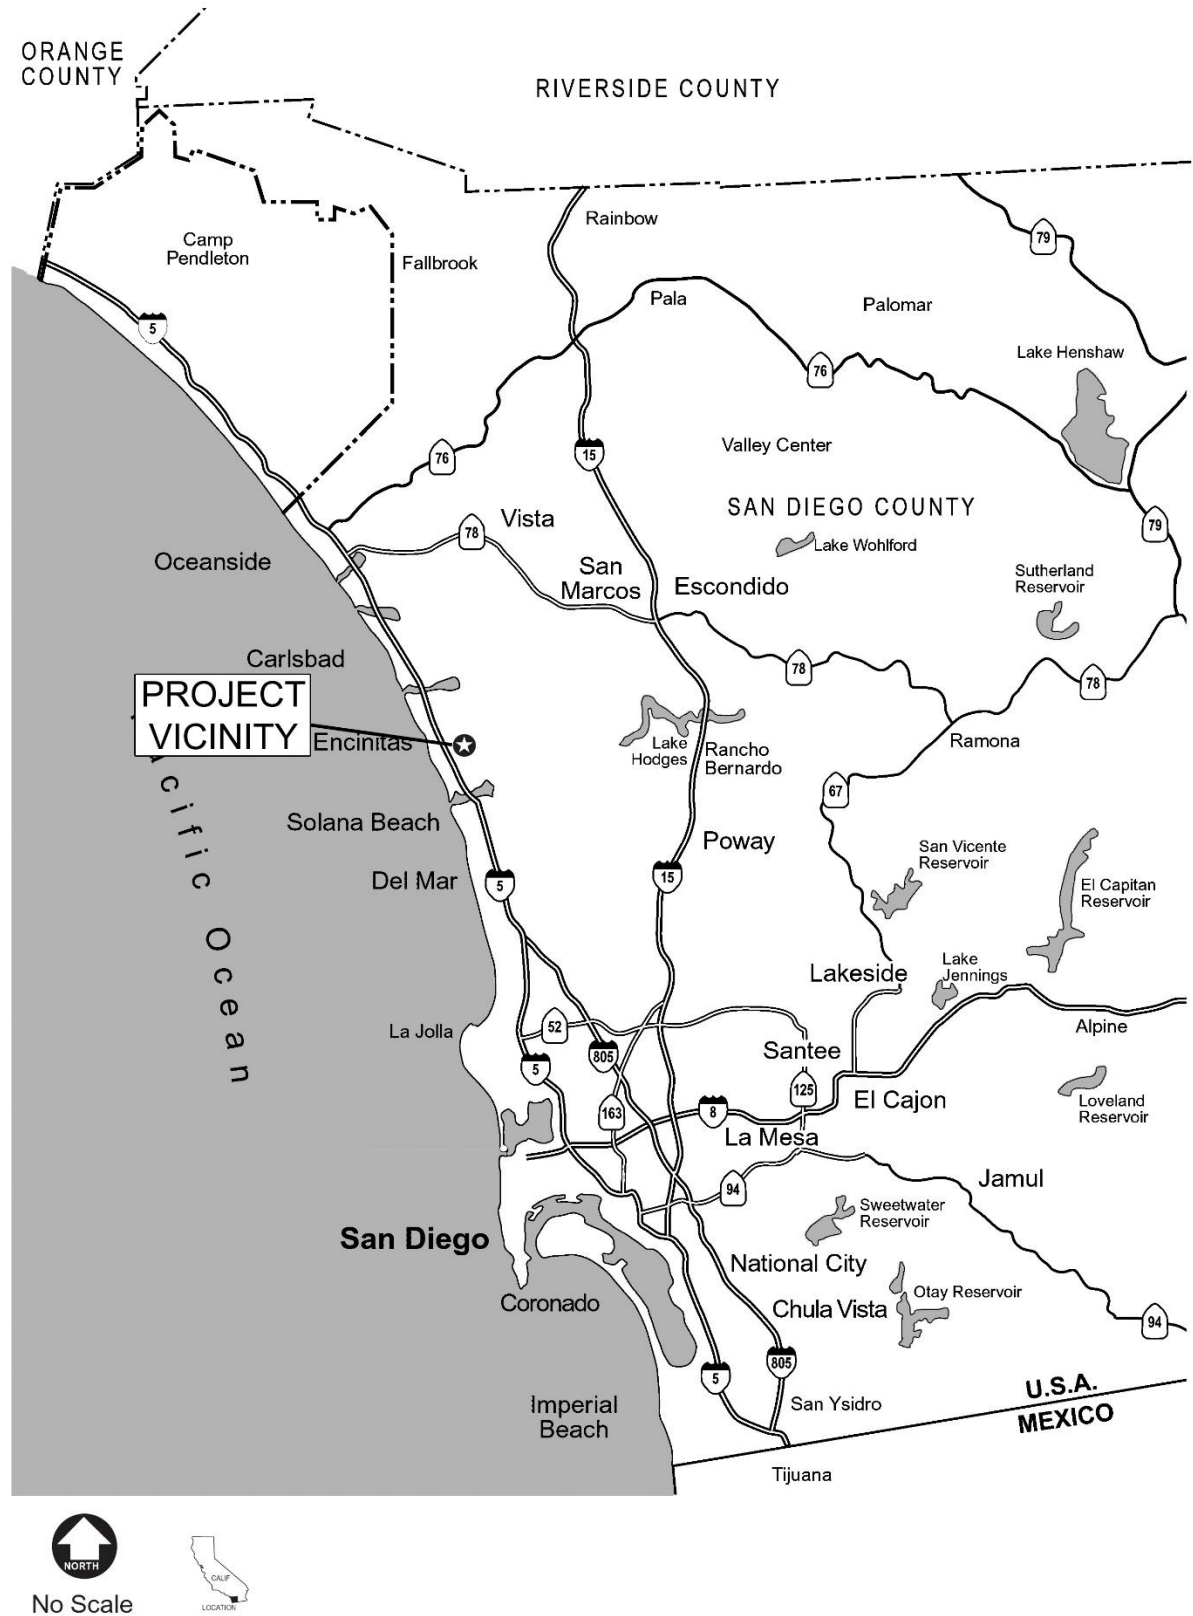 ORANGE
COUNTY
RIVERSIDE COUNTY
Rainbow
79
Camp
Pendleton
Fallbrook
Pala
Palomar
5
Lake Henshaw
76
Valley Center
76
15
SAN DIEGO COUNTY
Vista
78
79
Lake Wohlford
Oceanside
San
Marcos
Escondido
Sutherland
Reservoir
Carlsbad
78
78
PROJECT
VICINITY
Encinitas
Lake
Hodges
Rancho
Bernardo
Ramona
67
Solana Beach
Poway
San Vicente
Reservoir
Del Mar
5
15
El Capitan
Reservoir
cific Ocean
Lakeside
Lake
Jennings
La Jolla
52
Alpine
805
Santee
5
125
El Cajon
Loveland
Reservoir
163
8
La Mesa
94
Jamul
Sweetwater
Reservoir
San Diego
National City
Coronado
Chula Vista
Otay Reservoir
94
805
5
U.S.A.
MEXICO
Imperial
Beach
San Ysidro
Tijuana
NORTH
No Scale
CALIF
LOCATION